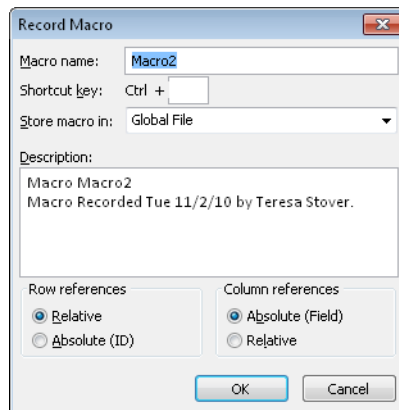 Record Macro
Macro name: Macro2
Shortcut key: Ctrl +
Store macro in: Global File
Description:
Macro Macro2
Macro Recorded Tue 11/2/10 by Teresa Stover.
Row references Column references
Relative Absolute (Field)
Absolute (ID) Relative
OK Cancel